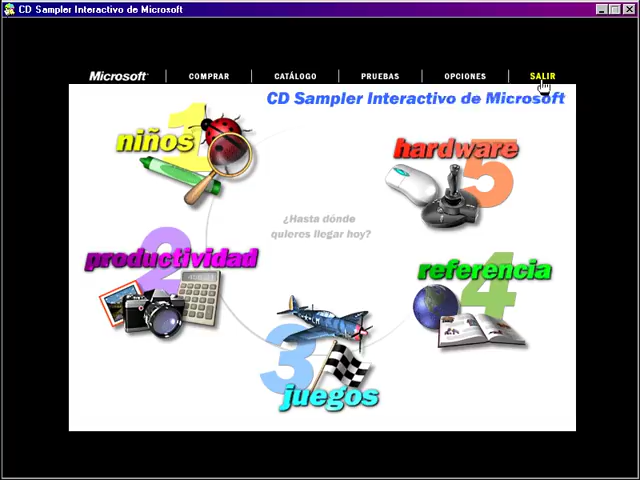 CD Sampler Interactivo de Microsoft
Microsoft COMPRAR CATÁLOGO PRUEBAS OPCIONES SALIR
CD Sampler Interactivo de Microsoft
1
niños
hardware
5
¿Hasta dónde
quieres llegar hoy?
2
productividad
referencia
4
3
juegos